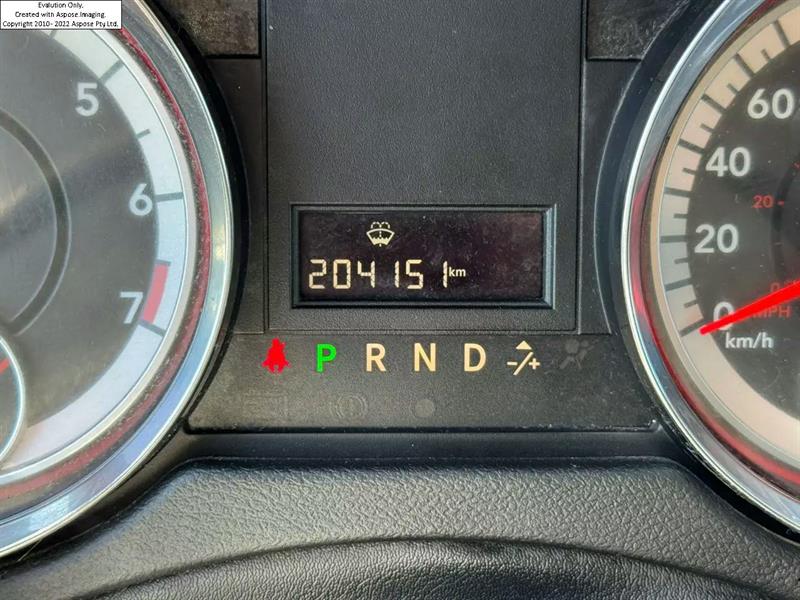 Evalution Only.
Created with Aspose.Imaging.
Copyright 2010- 2022 Aspose Pty Ltd.
5
6
7
204151 km
P R N D -/+
60
40
20
20
0
MPH
km/h